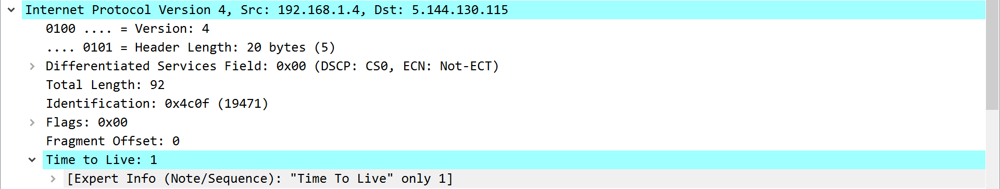 Internet Protocol Version 4, Src: 192.168.1.4, Dst: 5.144.130.115
0100 .... = Version: 4
.... 0101 = Header Length: 20 bytes (5)
Differentiated Services Field: 0x00 (DSCP: CS0, ECN: Not-ECT)
Total Length: 92
Identification: 0x4c0f (19471)
Flags: 0x00
Fragment Offset: 0
Time to Live: 1
[Expert Info (Note/Sequence): "Time To Live" only 1]